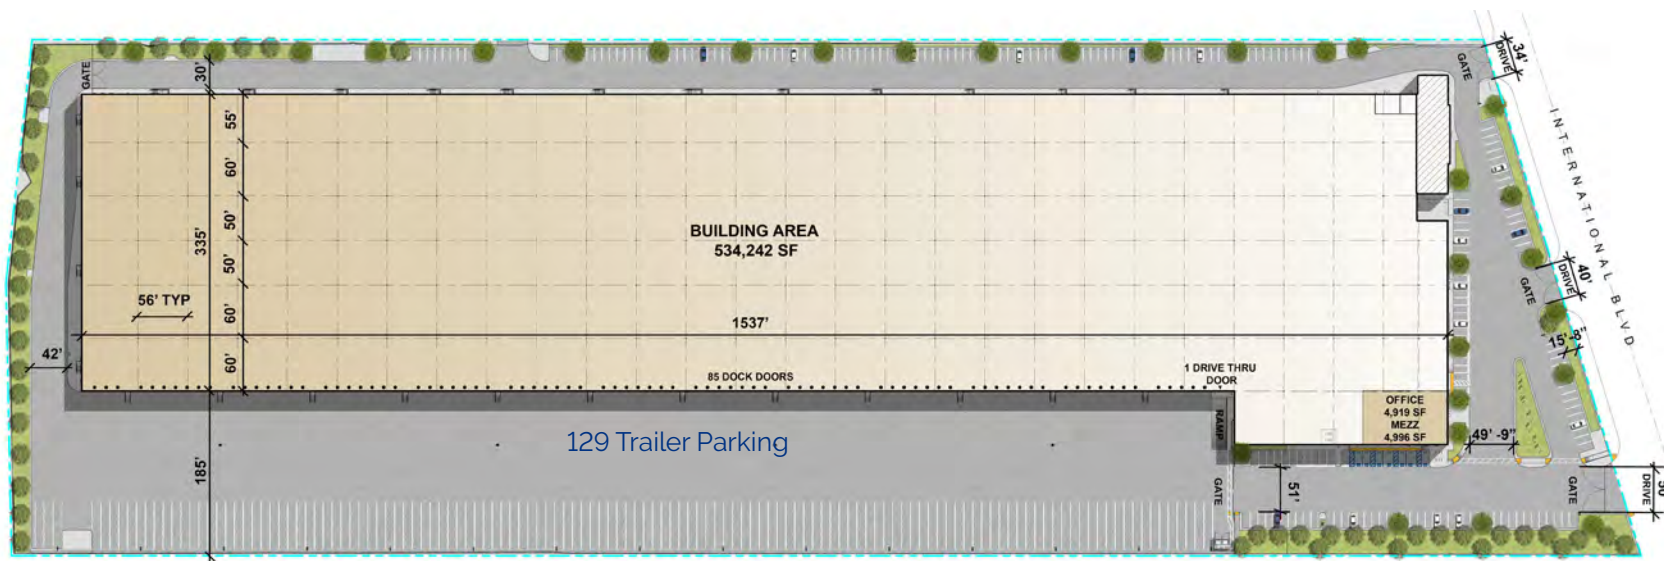 34'
DRIVE
GATE
GATE
30'
INTERNATIONAL BLVD
55'
60'
BUILDING AREA
534,242 SF
335'
50'
50'
40'
DRIVE
GATE
56' TYP
60'
1537'
15'-8"
42'
60'
85 DOCK DOORS
1 DRIVE THRU
DOOR
OFFICE
4,919 SF
MEZZ
4,996 SF
RAMP
129 Trailer Parking
49' -9"
185'
GATE
51'
GATE
DRIVE